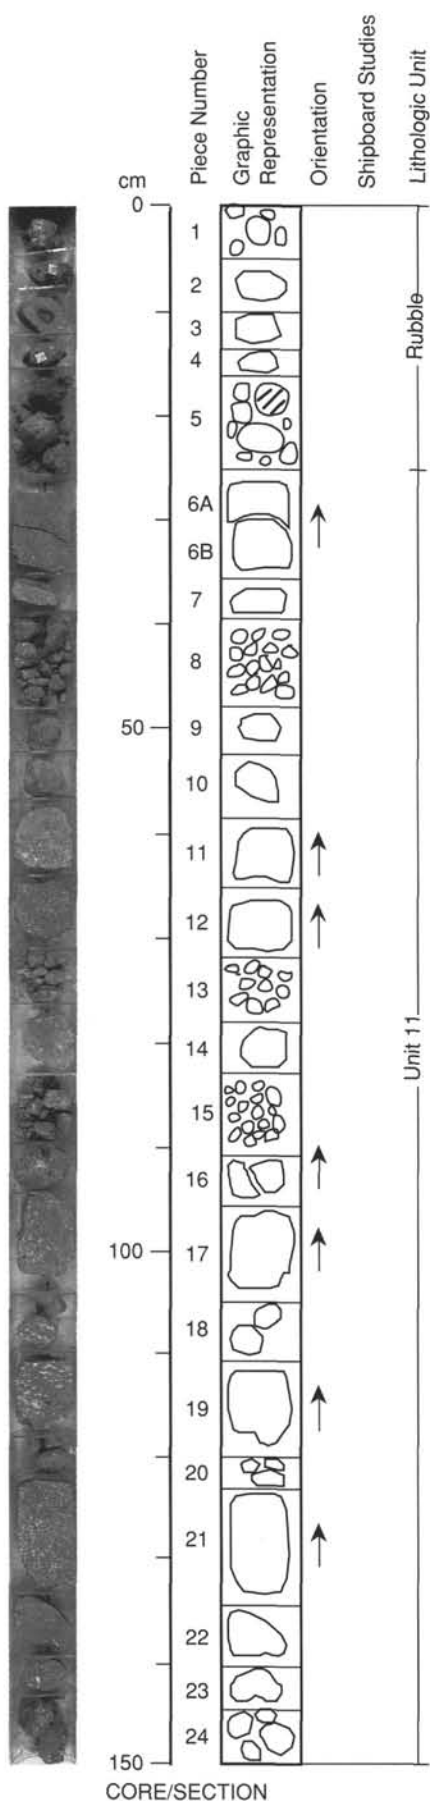 cm
Piece Number
Graphic
Representation
Orientation
Shipboard Studies
Lithologic Unit
0
1
2
3
4
5
Rubble
6A
6B
7
8
50
9
10
11
12
13
14
15
Unit 11
16
100
17
18
19
20
21
22
23
24
150
CORE/SECTION